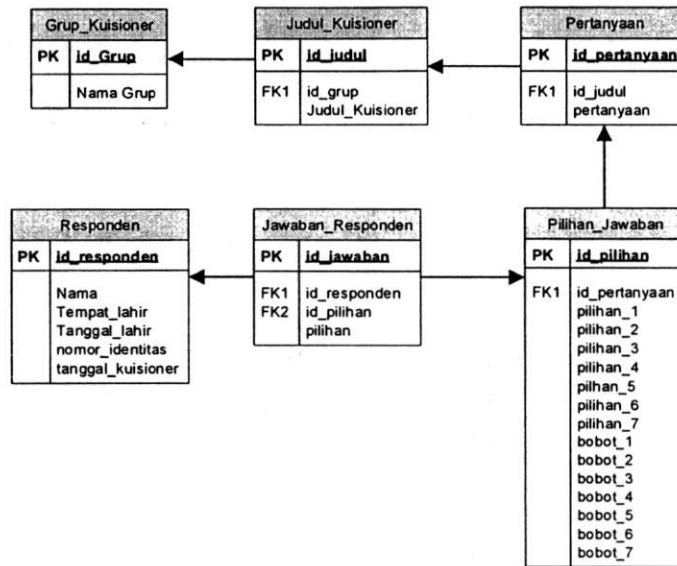 Grup_Kuisioner
PK id_Grup
Nama Grup
Judul_Kuisioner
PK id_judul
FK1 id_grup
Judul_Kuisioner
Pertanyaan
PK id_pertanyaan
FK1 id_judul
pertanyaan
Responden
PK id_responden
Nama
Tempat_lahir
Tanggal_lahir
nomor_identitas
tanggal_kuisioner
Jawaban_Responden
PK id_jawaban
FK1 id_responden
FK2 id_pilihan
pilihan
Pilihan_Jawaban
PK id_pilihan
FK1 id_pertanyaan
pilihan_1
pilihan_2
pilihan_3
pilihan_4
pilhan_5
pilihan_6
pilihan_7
bobot_1
bobot_2
bobot_3
bobot_4
bobot_5
bobot_6
bobot_7